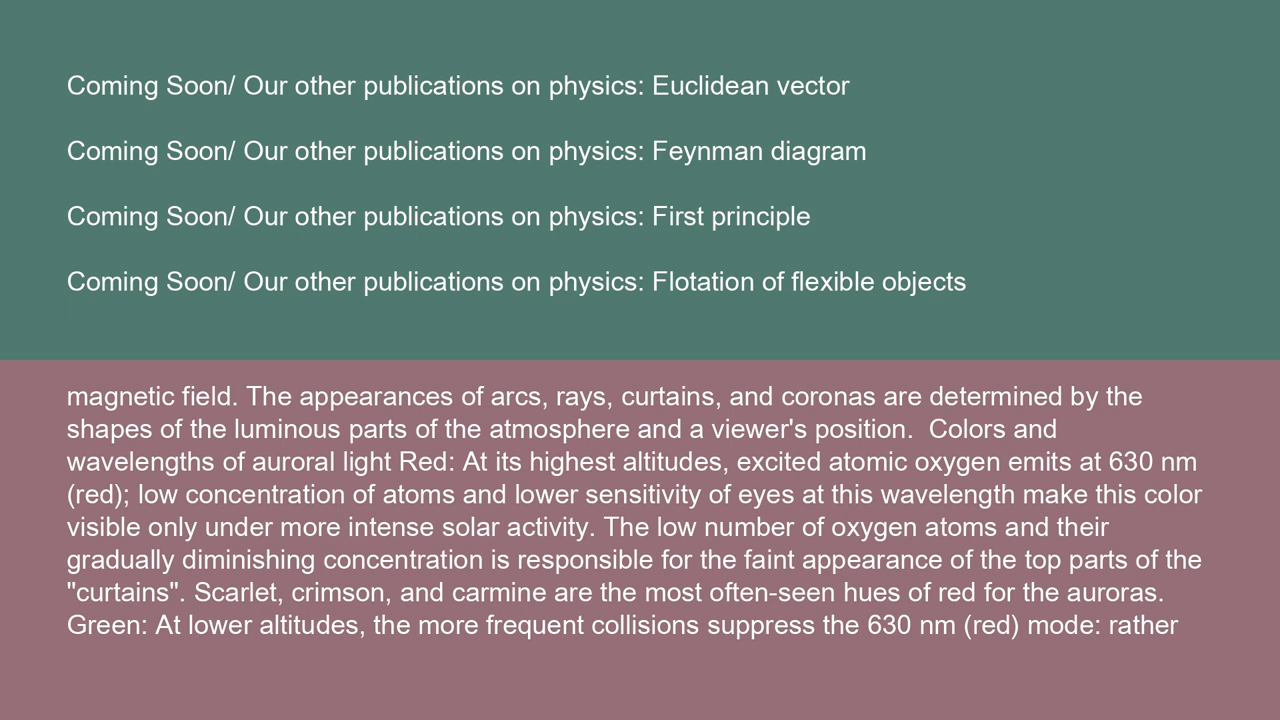 Coming Soon/ Our other publications on physics: Euclidean vector
Coming Soon/ Our other publications on physics: Feynman diagram
Coming Soon/ Our other publications on physics: First principle
Coming Soon/ Our other publications on physics: Flotation of flexible objects
magnetic field. The appearances of arcs, rays, curtains, and coronas are determined by the
shapes of the luminous parts of the atmosphere and a viewer's position.  Colors and
wavelengths of auroral light Red: At its highest altitudes, excited atomic oxygen emits at 630 nm
(red); low concentration of atoms and lower sensitivity of eyes at this wavelength make this color
visible only under more intense solar activity. The low number of oxygen atoms and their
gradually diminishing concentration is responsible for the faint appearance of the top parts of the
"curtains". Scarlet, crimson, and carmine are the most often-seen hues of red for the auroras.
Green: At lower altitudes, the more frequent collisions suppress the 630 nm (red) mode: rather